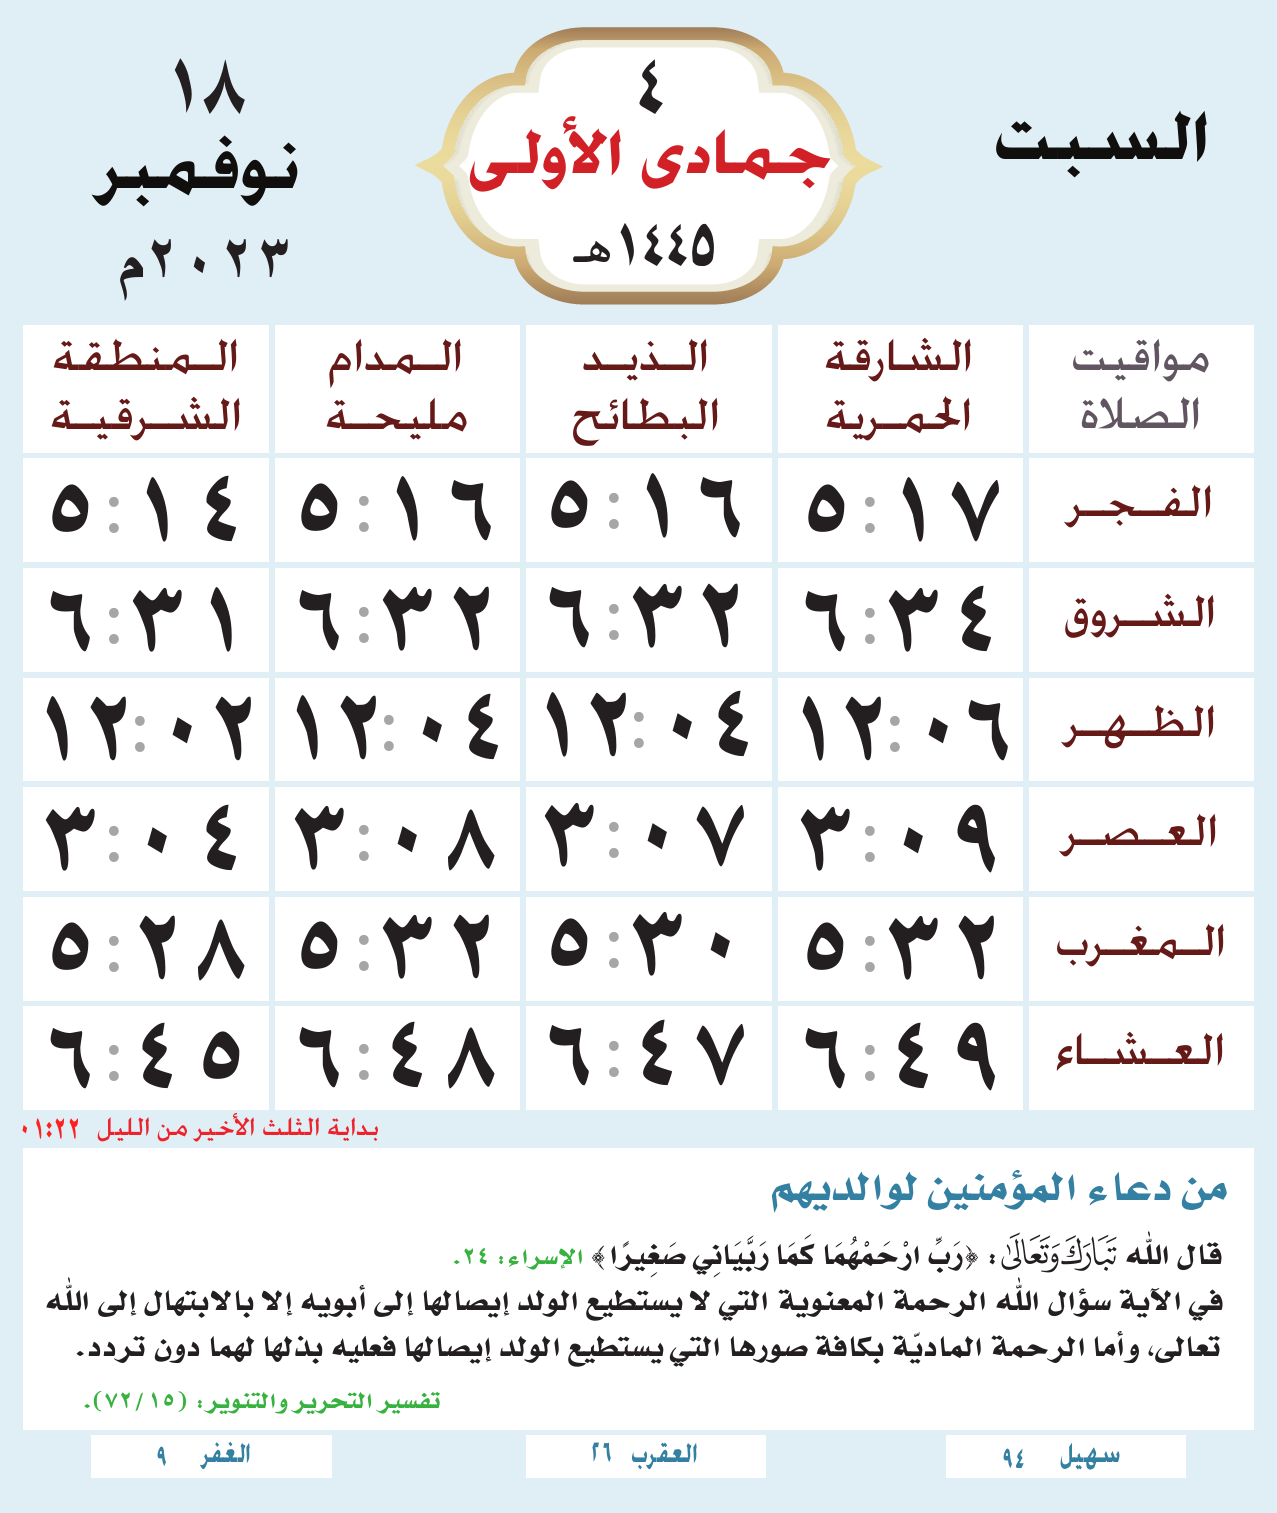 السبت
٤
جمادى الأولى
١٤٤٥هـ
١٨
نوفمبر
٢٠٢٣م
مواقيت الصلاة
الشارقة الحمرية
الذيد البطائح
المدام مليحة
المنطقة الشرقية
الفجر ٥:١٧ ٥:١٦ ٥:١٦ ٥:١٤
الشروق ٦:٣٤ ٦:٣٢ ٦:٣٢ ٦:٣١
الظهر ١٢:٠٦ ١٢:٠٤ ١٢:٠٤ ١٢:٠٢
العصر ٣:٠٩ ٣:٠٧ ٣:٠٨ ٣:٠٤
المغرب ٥:٣٢ ٥:٣٠ ٥:٣٢ ٥:٢٨
العشاء ٦:٤٩ ٦:٤٧ ٦:٤٨ ٦:٤٥
بداية الثلث الأخير من الليل ٠١:٢٢
من دعاء المؤمنين لوالديهم
قال الله تَبَارَكَ وَتَعَالَى: ﴿رَبِّ ارْحَمْهُمَا كَمَا رَبَّيَانِي صَغِيرًا﴾ الإسراء: ٢٤.
في الآية سؤال الله الرحمة المعنوية التي لا يستطيع الولد إيصالها إلى أبويه إلا بالابتهال إلى الله
تعالى، وأما الرحمة الماديّة بكافة صورها التي يستطيع الولد إيصالها فعليه بذلها لهما دون تردد.
تفسير التحرير والتنوير: (٧٢/١٥).
سهيل ٩٤
العقرب ٢٦
الغفر ٩